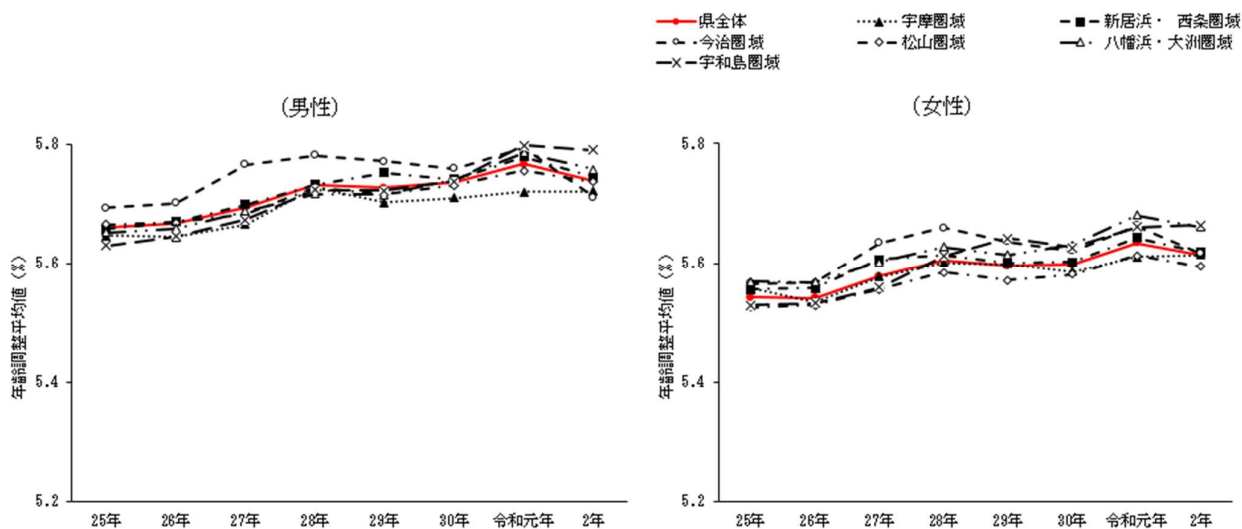 県全体 宇摩圏域 新居浜・ 西条圏域
今治圏域 松山圏域 八幡浜・大洲圏域
宇和島圏域
(男性)
年齢調整平均値（%）
5.8
5.6
5.4
5.2
25年 26年 27年 28年 29年 30年 令和元年 2年
(女性)
年齢調整平均値（%）
5.8
5.6
5.4
5.2
25年 26年 27年 28年 29年 30年 令和元年 2年